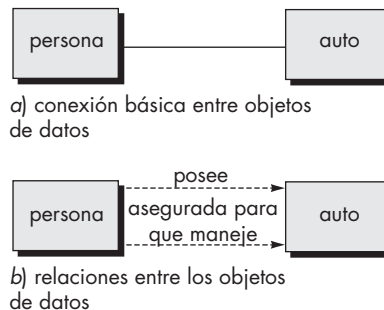 persona
auto
a) conexión básica entre objetos
de datos
posee
persona
asegurada para
que maneje
auto
b) relaciones entre los objetos
de datos